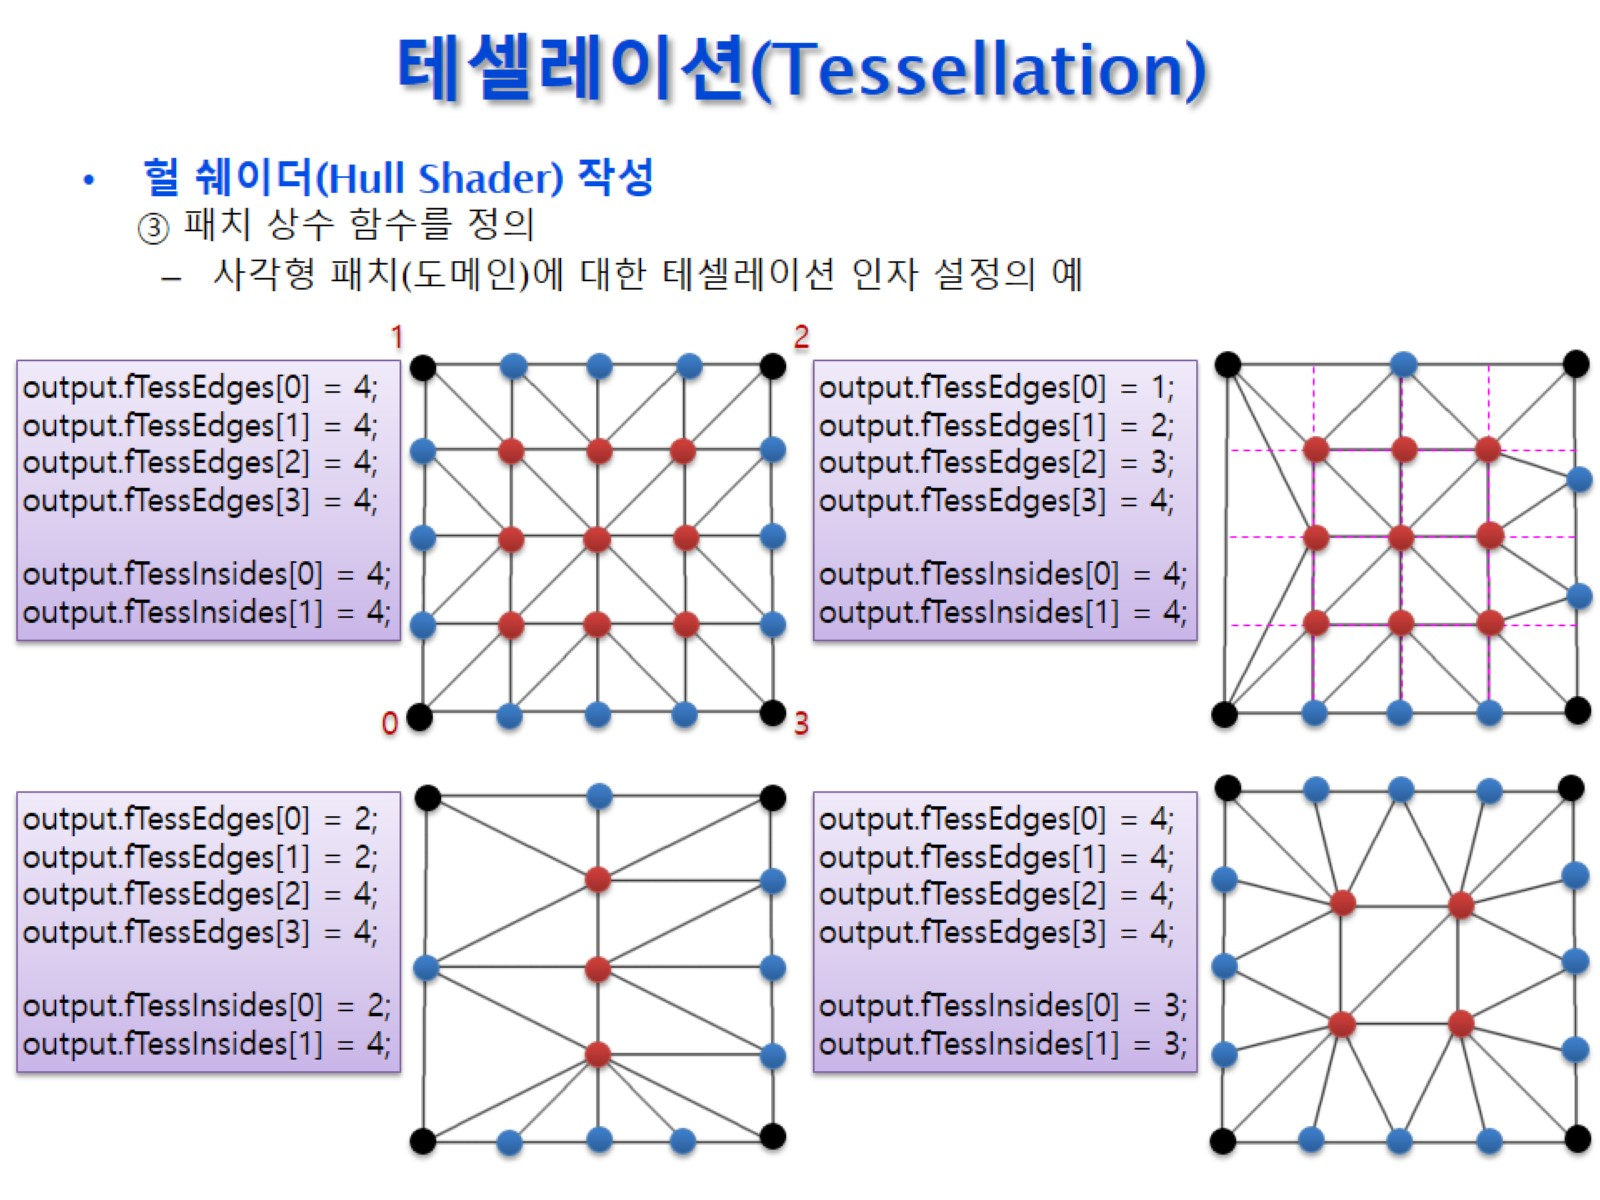 테셀레이션(Tessellation)
• 헐 쉐이더(Hull Shader) 작성
③ 패치 상수 함수를 정의
– 사각형 패치(도메인)에 대한 테셀레이션 인자 설정의 예
1
2
output.fTessEdges[0] = 4;
output.fTessEdges[1] = 4;
output.fTessEdges[2] = 4;
output.fTessEdges[3] = 4;
output.fTessInsides[0] = 4;
output.fTessInsides[1] = 4;
0
3
output.fTessEdges[0] = 1;
output.fTessEdges[1] = 2;
output.fTessEdges[2] = 3;
output.fTessEdges[3] = 4;
output.fTessInsides[0] = 4;
output.fTessInsides[1] = 4;
output.fTessEdges[0] = 2;
output.fTessEdges[1] = 2;
output.fTessEdges[2] = 4;
output.fTessEdges[3] = 4;
output.fTessInsides[0] = 2;
output.fTessInsides[1] = 4;
output.fTessEdges[0] = 4;
output.fTessEdges[1] = 4;
output.fTessEdges[2] = 4;
output.fTessEdges[3] = 4;
output.fTessInsides[0] = 3;
output.fTessInsides[1] = 3;